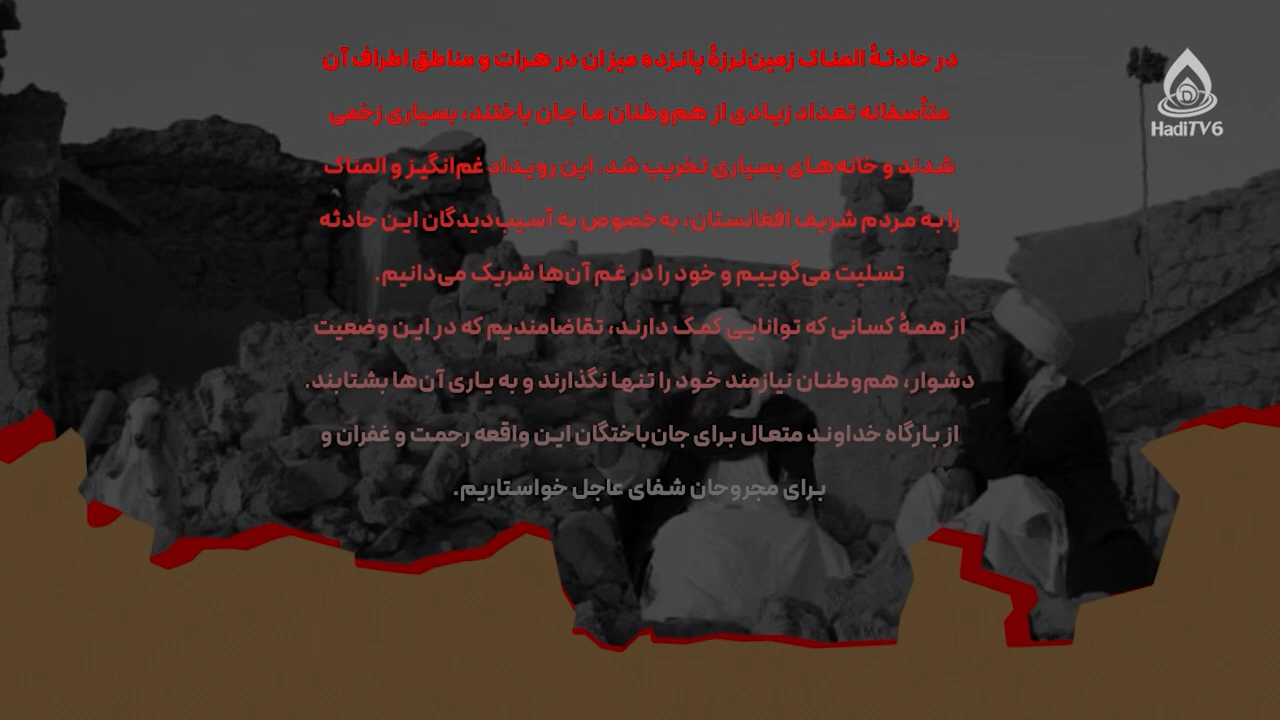 در حادثهٔ المناک زمین‌لرزهٔ پانزده میزان در هرات و مناطق اطراف آن
متأسفانه تعداد زیادی از هم‌وطنان ما جان باختند، بسیاری زخمی
شدند و خانه‌های بسیاری تخریب شد. این رویداد غم‌انگیز و المناک
را به مردم شریف افغانستان، به‌خصوص به آسیب‌دیدگان این حادثه
تسلیت می‌گوییم و خود را در غم آن‌ها شریک می‌دانیم.
از همهٔ کسانی که توانایی کمک دارند، تقاضامندیم که در این وضعیت
دشوار، هم‌وطنان نیازمند خود را تنها نگذارند و به یاری آن‌ها بشتابند.
از بارگاه خداوند متعال برای جان‌باختگان این واقعه رحمت و غفران و
برای مجروحان شفای عاجل خواستاریم.
HadiTV6